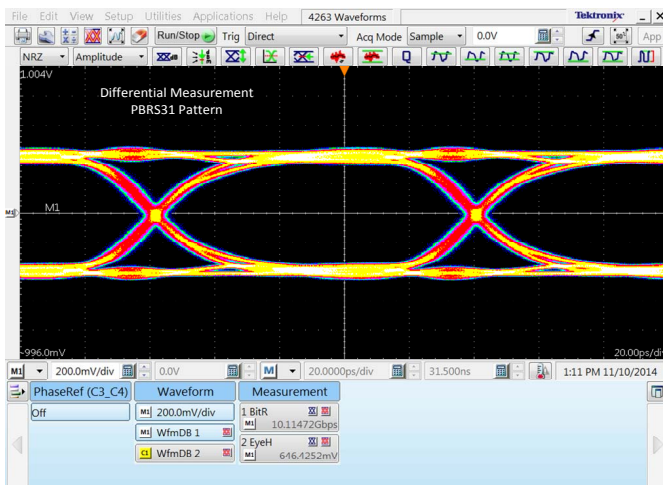 File Edit View Setup Utilities Applications Help 4263 Waveforms Tektronix
Run/Stop Trig Direct Acq Mode Sample 0.0V App
NRZ Amplitude Q
1.004V
Differential Measurement
PBRS31 Pattern
M1 M1
-996.0mV 20.00ps/di
M1 200.0mV/div 0.0V M 20.0000ps/div 31.500ns 1:11 PM 11/10/2014
PhaseRef (C3_C4) Waveform Measurement
Off M1 200.0mV/div 1 BitR
M1 10.11472Gbps
M1 WfmDB 1 2 EyeH
C1 WfmDB 2 M1 646.4252mV